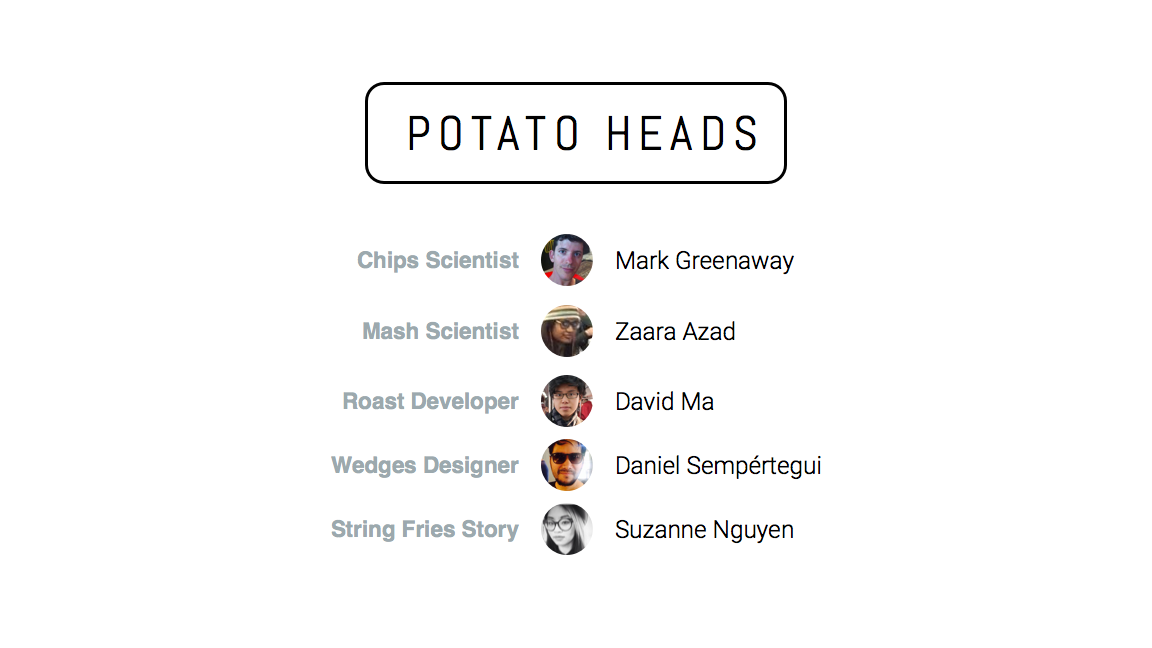 POTATO HEADS
Chips Scientist Mark Greenaway
Mash Scientist Zaara Azad
Roast Developer David Ma
Wedges Designer Daniel Sempértegui
String Fries Story Suzanne Nguyen